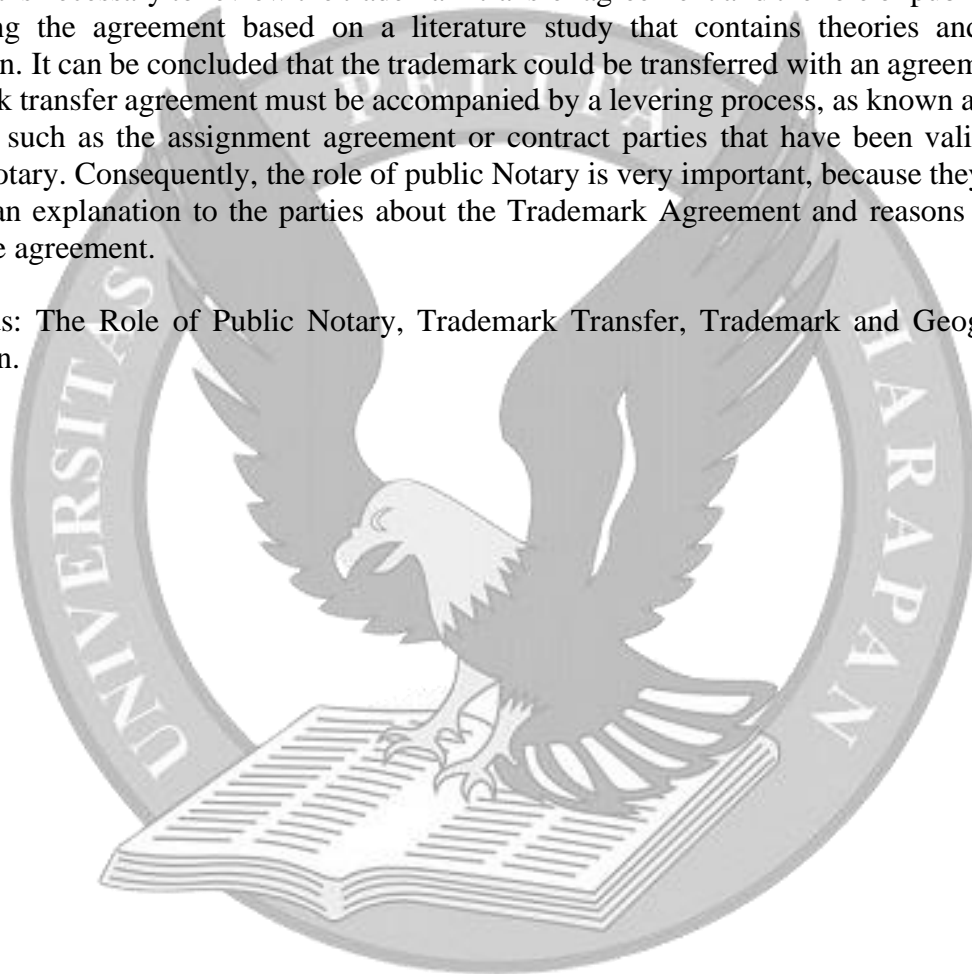 ng the agreement based on a literature study that contains theories and
n. It can be concluded that the trademark could be transferred with an agreem
k transfer agreement must be accompanied by a levering process, as known a
such as the assignment agreement or contract parties that have been vali
otary. Consequently, the role of public Notary is very important, because they
an explanation to the parties about the Trademark Agreement and reasons
e agreement.
s: The Role of Public Notary, Trademark Transfer, Trademark and Geog
n.
UNIVERSITAS PELITA HARAPAN